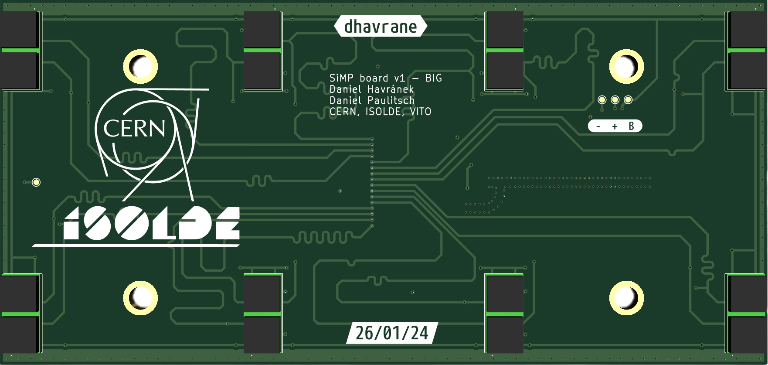 dhavrane
SiMP board v1 – BIG
Daniel Havránek
Daniel Paulitsch
CERN, ISOLDE, VITO
CERN
- + B
ISOLDE
26/01/24